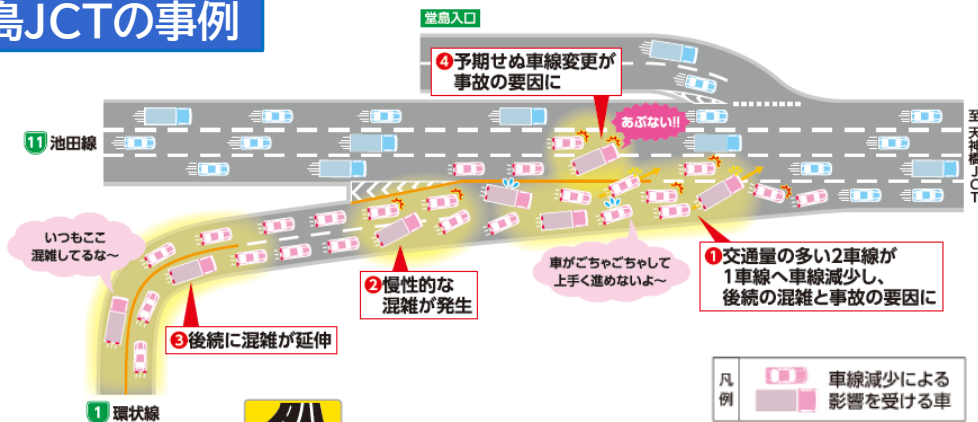 島JCTの事例
堂島入口
❹予期せぬ車線変更が
事故の要因に
あぶない!!
11 池田線
至天神橋JCT
いつもここ
混雑してるな〜
❷慢性的な
混雑が発生
車がごちゃごちゃして
上手く進めないよ〜
❶交通量の多い2車線が
1車線へ車線減少し、
後続の混雑と事故の要因に
❸後続に混雑が延伸
1 環状線
凡例
車線減少による
影響を受ける車